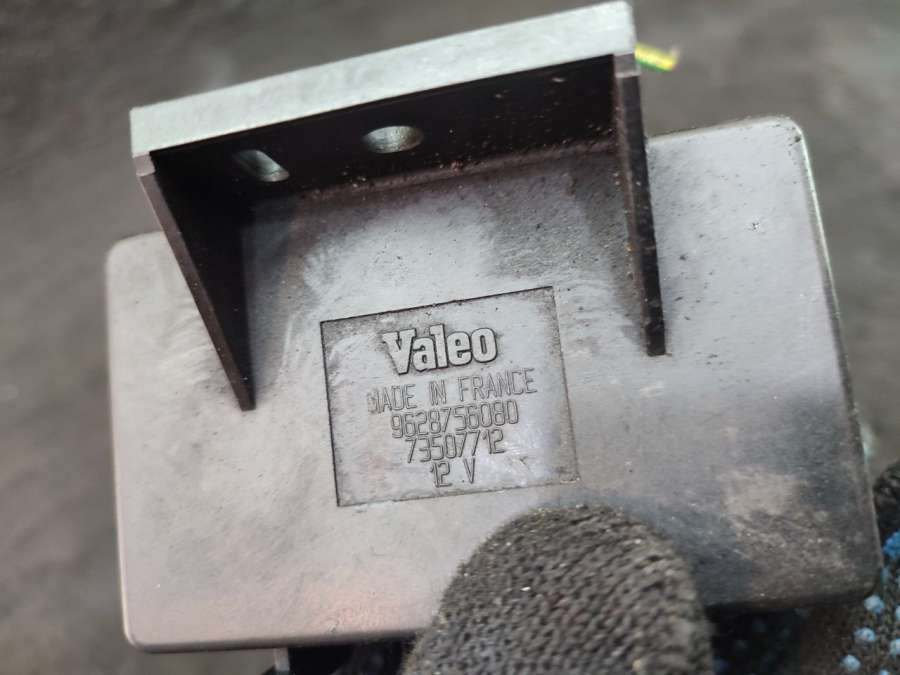 Valeo
MADE IN FRANCE
9628756080
73507712
12 V